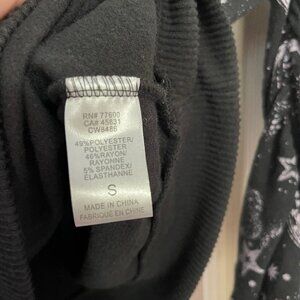 RN# 77600
CA# 45631
CW8486
49%POLYESTER/
POLYESTER
46%RAYON/
RAYONNE
5% SPANDEX/
ÉLASTHANNE
S
MADE IN CHINA
FABRIQUÉ EN CHINE